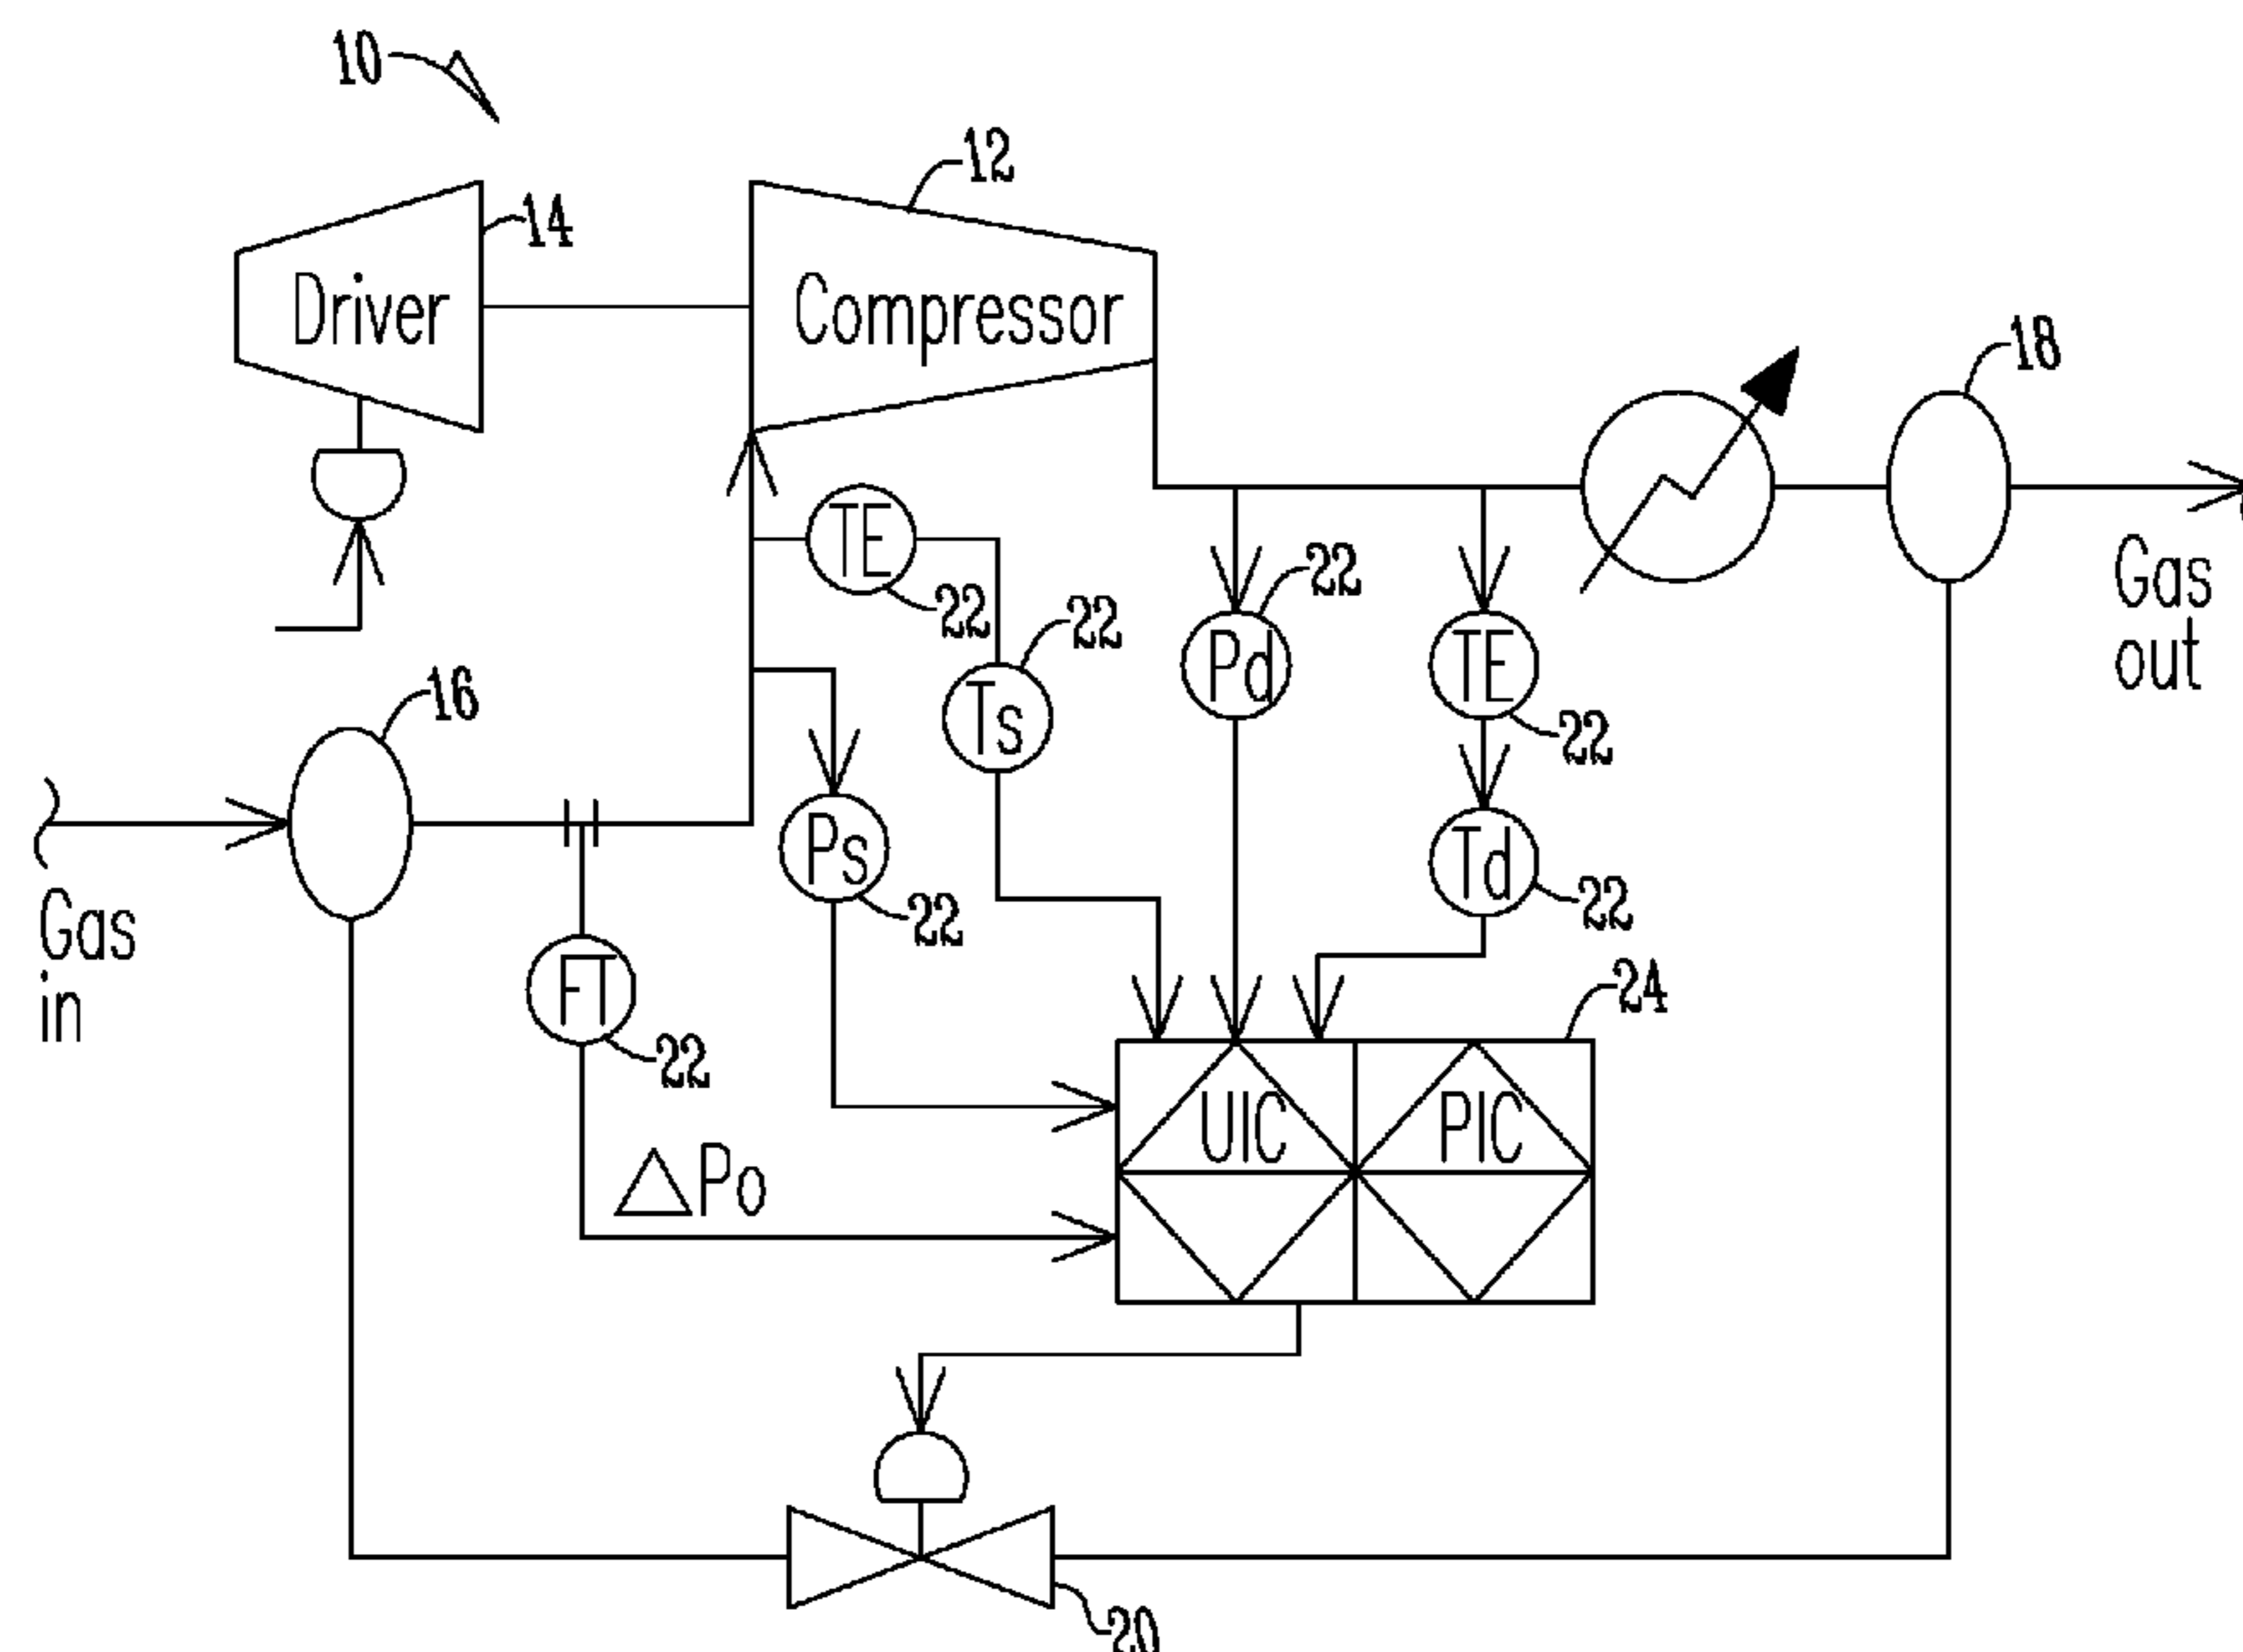 10
12
14
Driver
Compressor
18
TE
22
22
22
Gas
out
Pd
TE
Ts
16
22
Ps
Td
22
22
Gas
in
FT
22
24
UIC
PIC
△Po
20